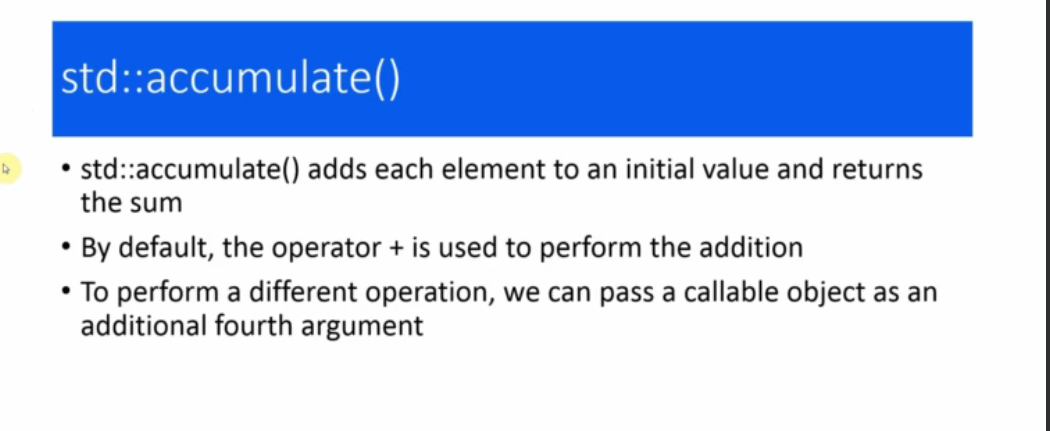 std::accumulate()
• std::accumulate() adds each element to an initial value and returns
the sum
• By default, the operator + is used to perform the addition
• To perform a different operation, we can pass a callable object as an
additional fourth argument